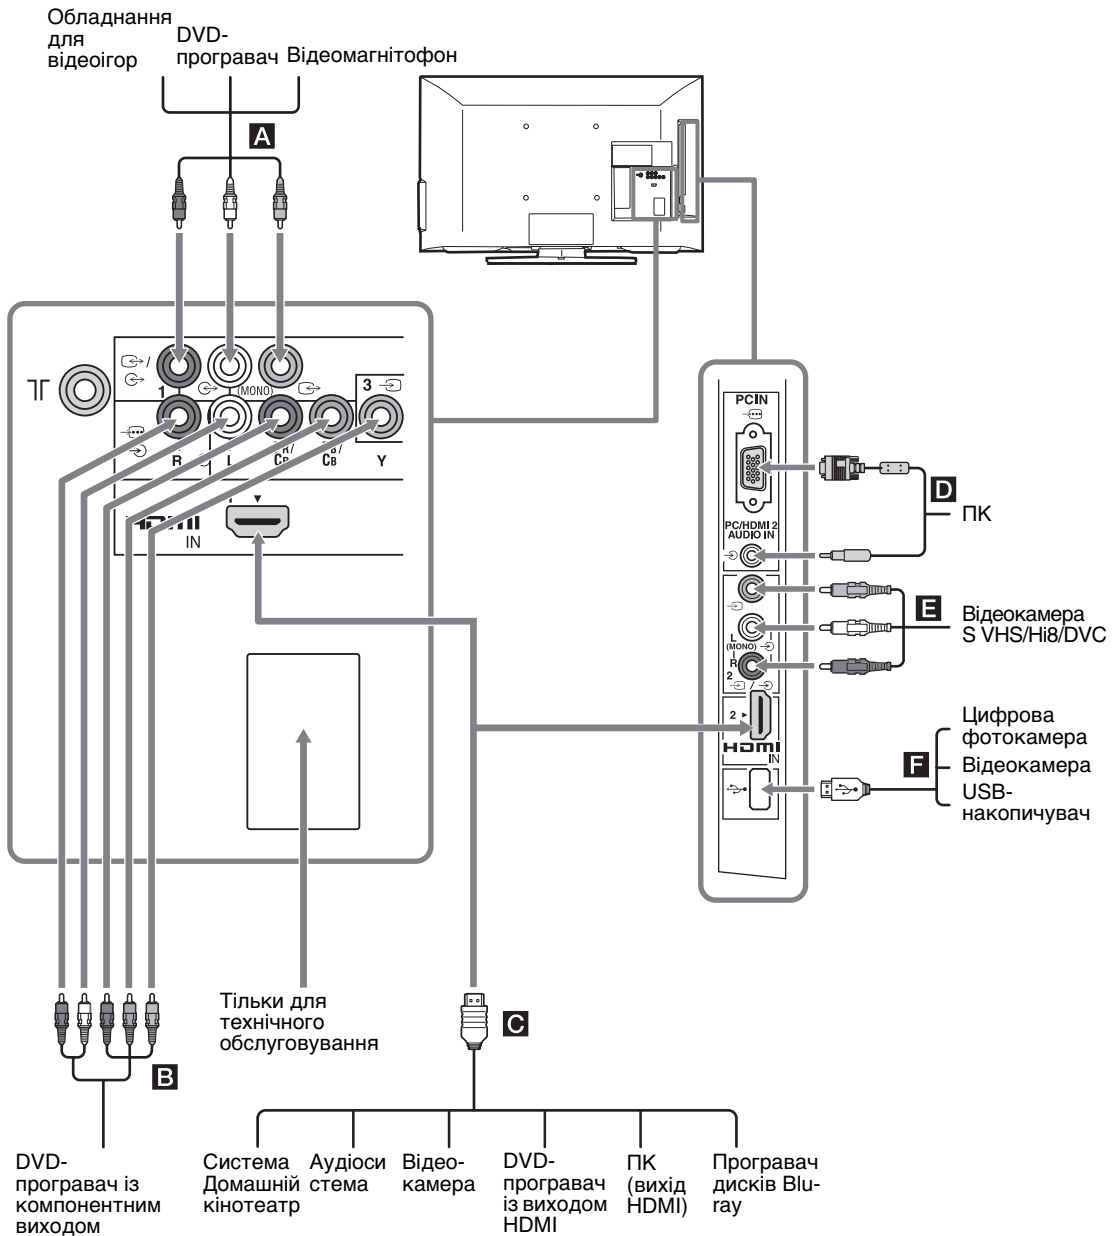 Обладнання
для
відеоігор
DVD-
програвач
Відеомагнітофон
A
1
(MONO)
3
R
L
CR/
CB
B/
CB
Y
IN
PC IN
PC/HDMI 2
AUDIO IN
L
(MONO)
R
2
2
HDMI
IN
D
ПК
E
Відеокамера
S VHS/Hi8/DVC
F
Цифрова
фотокамера
Відеокамера
USB-
накопичувач
Тільки для
технічного
обслуговування
C
B
DVD-
програвач із
компонентним
виходом
Система
Домашній
кінотеатр
Аудіоси
стема
Відео-
камера
DVD-
програвач
із виходом
HDMI
ПК
(вихід
HDMI)
Програвач
дисків Blu-
ray